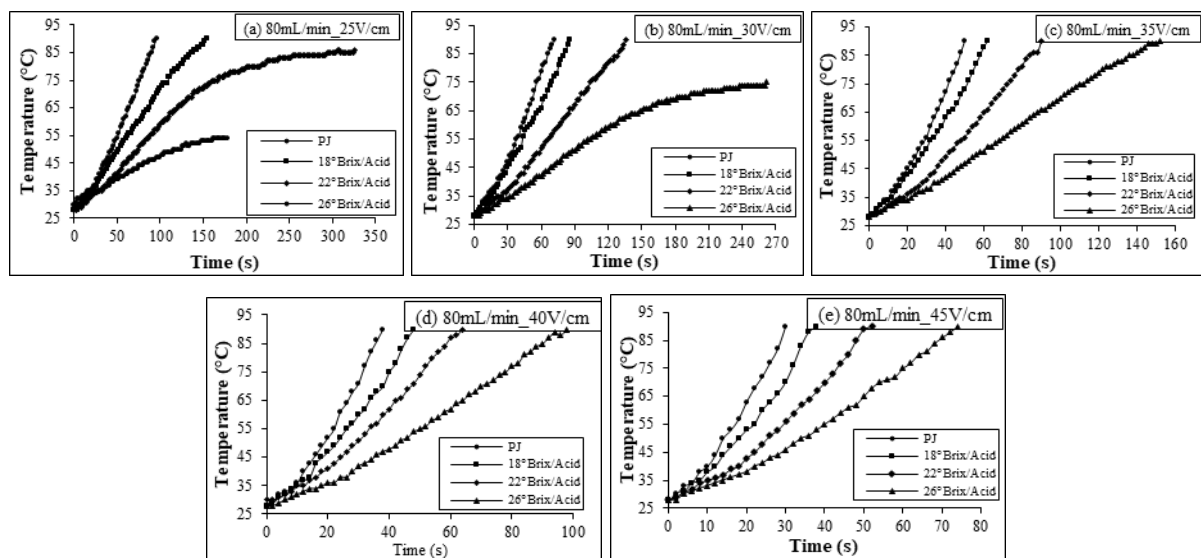 (a) 80mL/min_25V/cm
Temperature (°C)
95
85
75
65
55
45
35
25
PJ
18°Brix/Acid
22°Brix/Acid
26°Brix/Acid
0 50 100 150 200 250 300 350
Time (s)
(b) 80mL/min_30V/cm
Temperature (°C)
95
85
75
65
55
45
35
25
PJ
18°Brix/Acid
22°Brix/Acid
26°Brix/Acid
0 30 60 90 120 150 180 210 240 270
Time (s)
(c) 80mL/min_35V/cm
Temperature (°C)
95
85
75
65
55
45
35
25
PJ
18°Brix/Acid
22°Brix/Acid
26°Brix/Acid
0 20 40 60 80 100 120 140 160
Time (s)
(d) 80mL/min_40V/cm
Temperature (°C)
95
85
75
65
55
45
35
25
PJ
18°Brix/Acid
22°Brix/Acid
26°Brix/Acid
0 20 40 60 80 100
Time (s)
(e) 80mL/min_45V/cm
Temperature (°C)
95
85
75
65
55
45
35
25
PJ
18°Brix/Acid
22°Brix/Acid
26°Brix/Acid
0 10 20 30 40 50 60 70 80
Time (s)